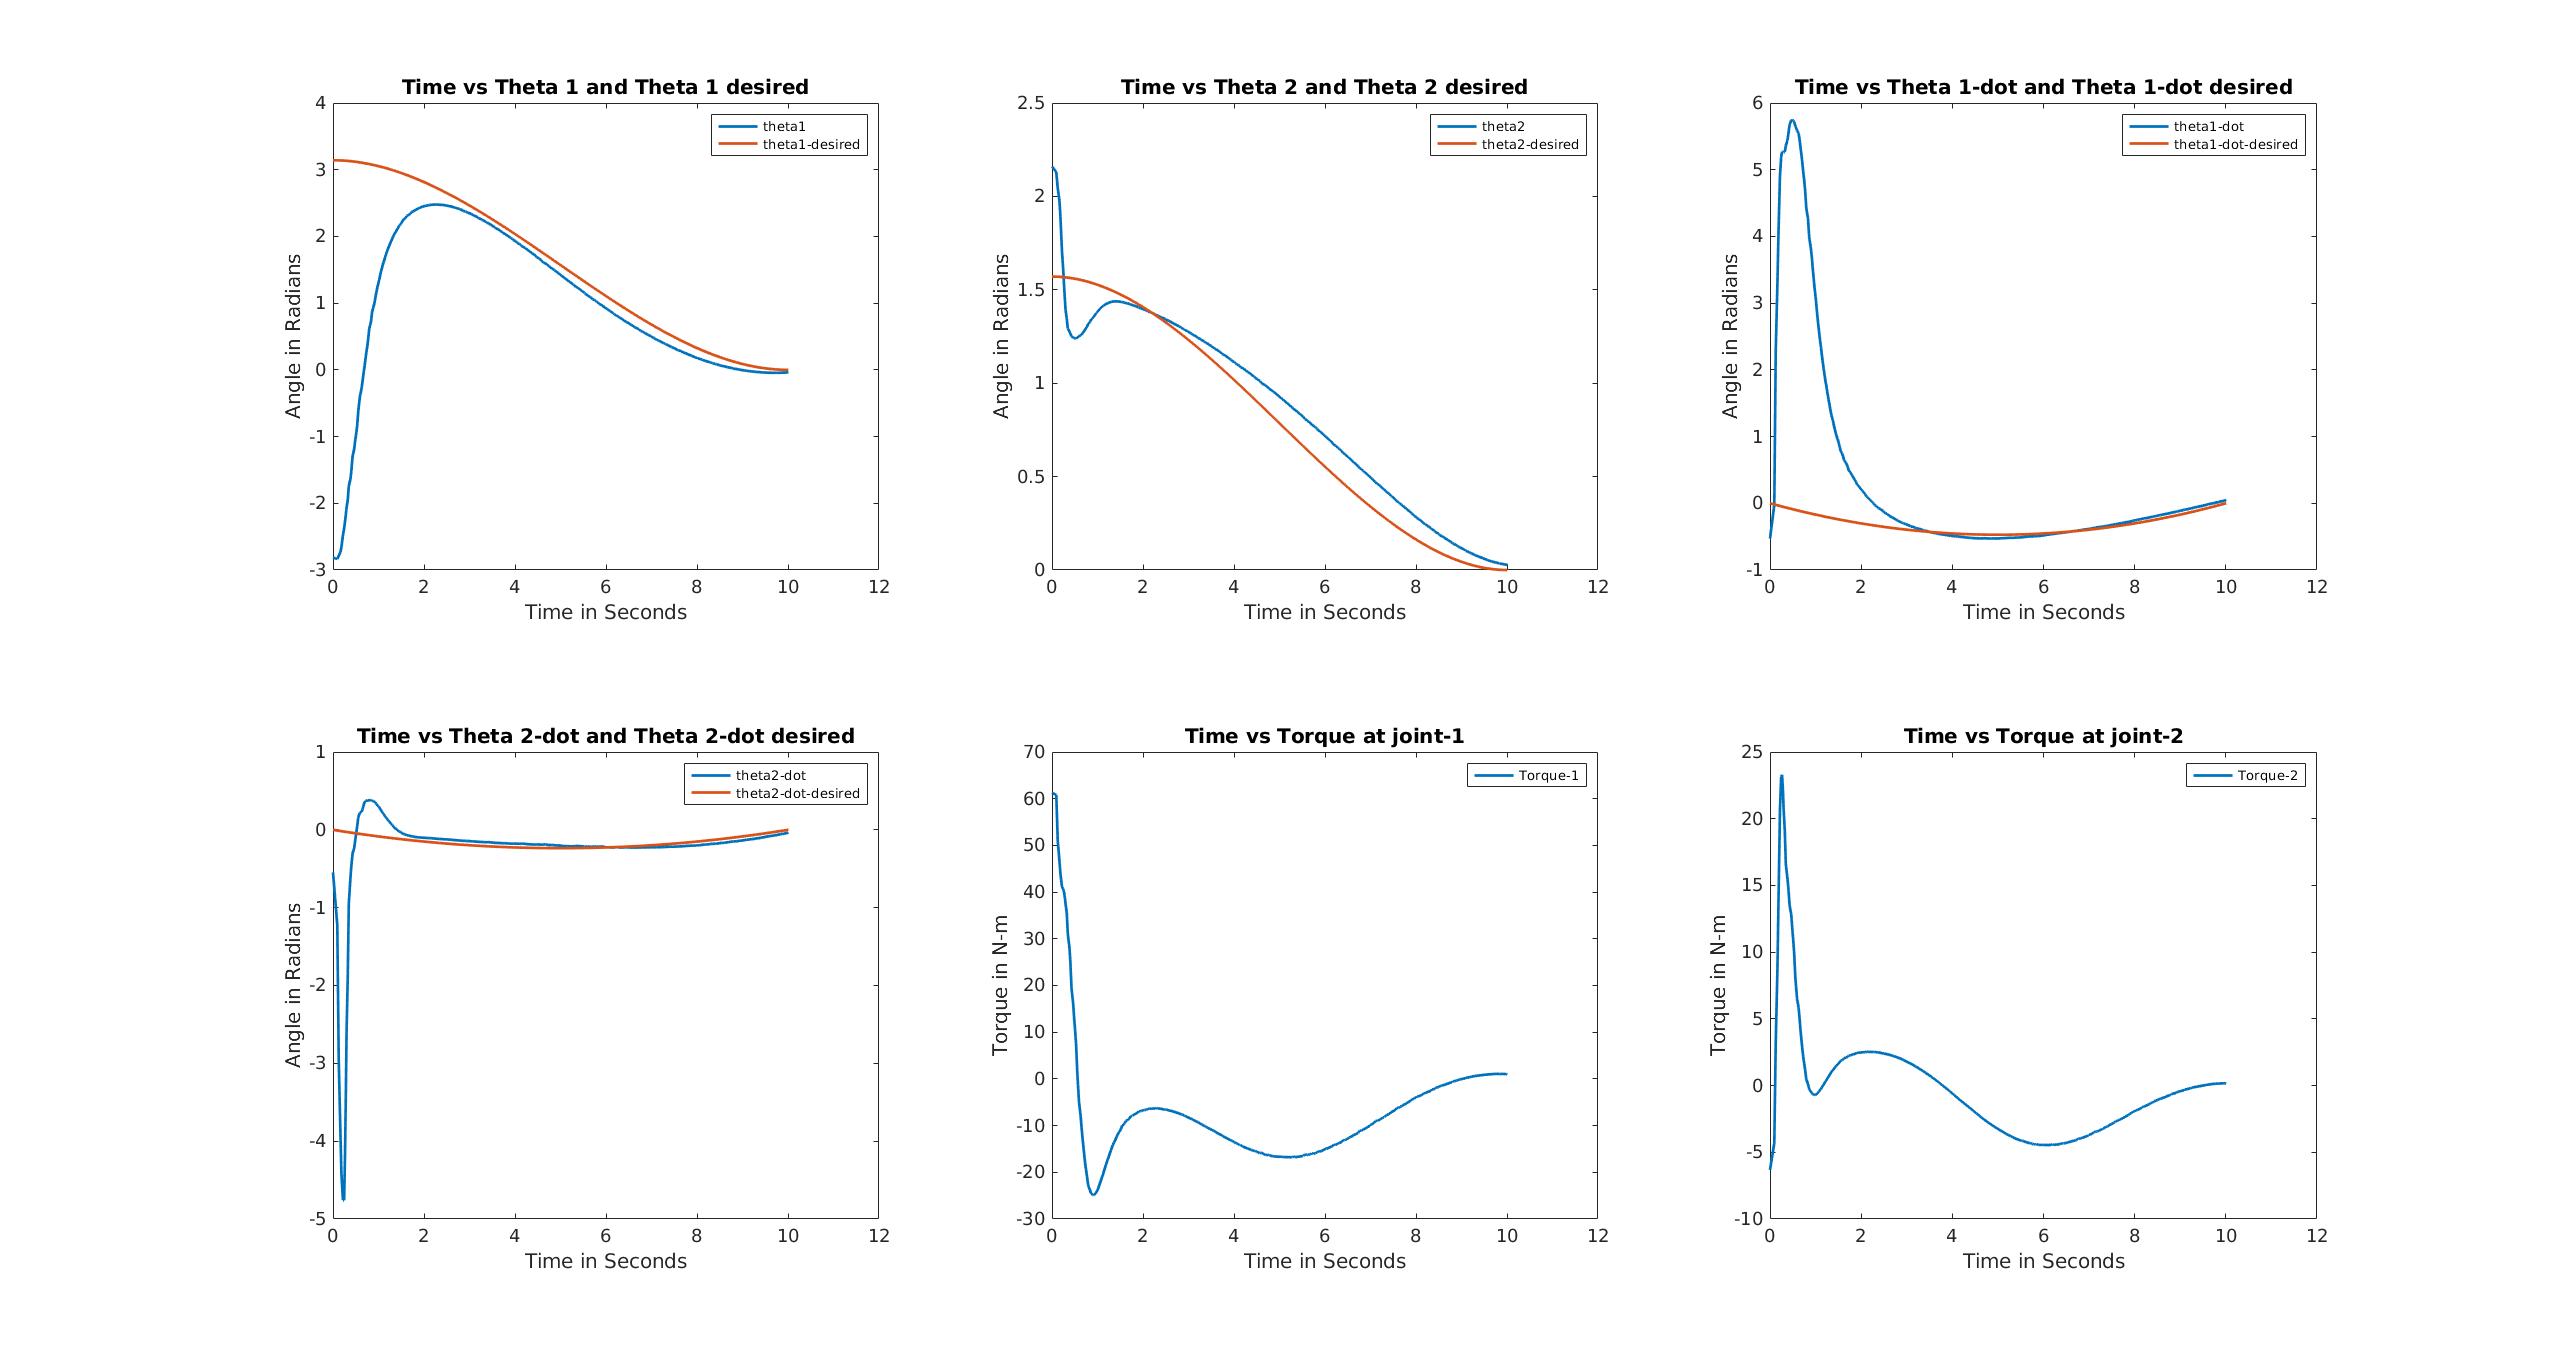 Time vs Theta 1 and Theta 1 desired
4
3
2
1
0
-1
-2
-3
Angle in Radians
theta1
theta1-desired
0 2 4 6 8 10 12
Time in Seconds
Time vs Theta 2 and Theta 2 desired
2.5
2
1.5
1
0.5
0
Angle in Radians
theta2
theta2-desired
0 2 4 6 8 10 12
Time in Seconds
Time vs Theta 1-dot and Theta 1-dot desired
6
5
4
3
2
1
0
-1
Angle in Radians
theta1-dot
theta1-dot-desired
0 2 4 6 8 10 12
Time in Seconds
Time vs Theta 2-dot and Theta 2-dot desired
1
0
-1
-2
-3
-4
-5
Angle in Radians
theta2-dot
theta2-dot-desired
0 2 4 6 8 10 12
Time in Seconds
Time vs Torque at joint-1
70
60
50
40
30
20
10
0
-10
-20
-30
Torque in N-m
Torque-1
0 2 4 6 8 10 12
Time in Seconds
Time vs Torque at joint-2
25
20
15
10
5
0
-5
-10
Torque in N-m
Torque-2
0 2 4 6 8 10 12
Time in Seconds